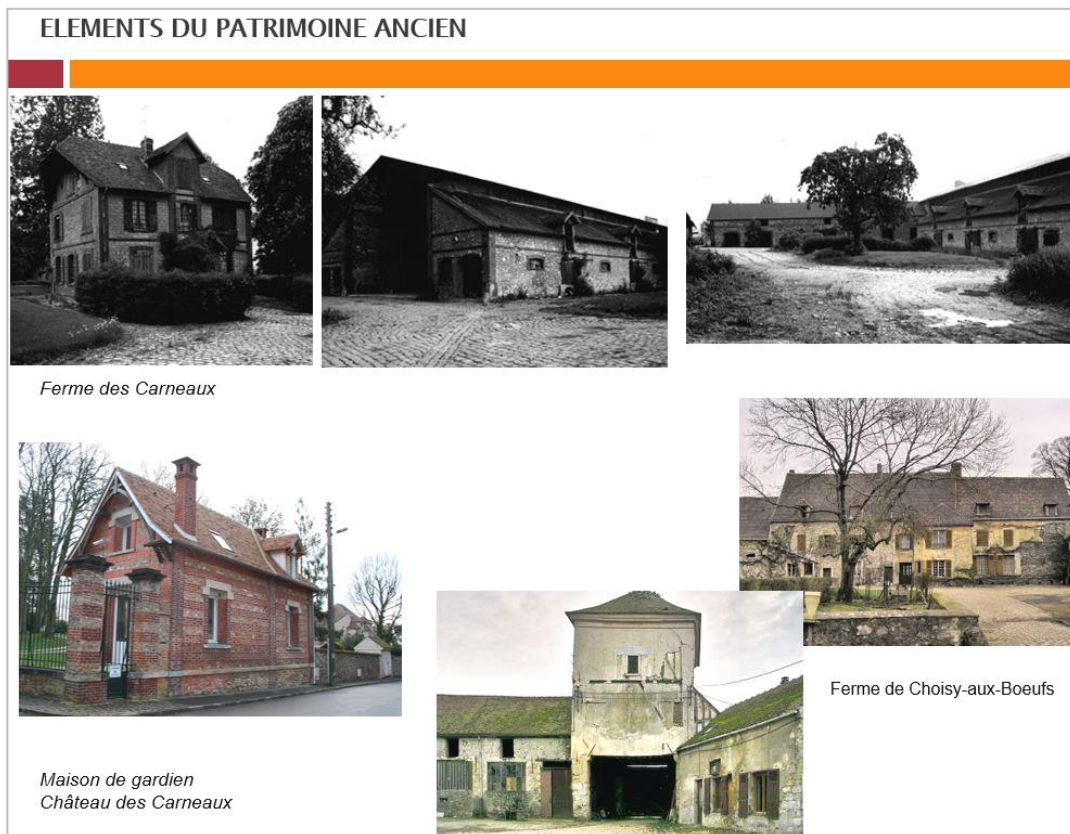 ELEMENTS DU PATRIMOINE ANCIEN
Ferme des Carneaux
Ferme de Choisy-aux-Boeufs
Maison de gardien
Château des Carneaux